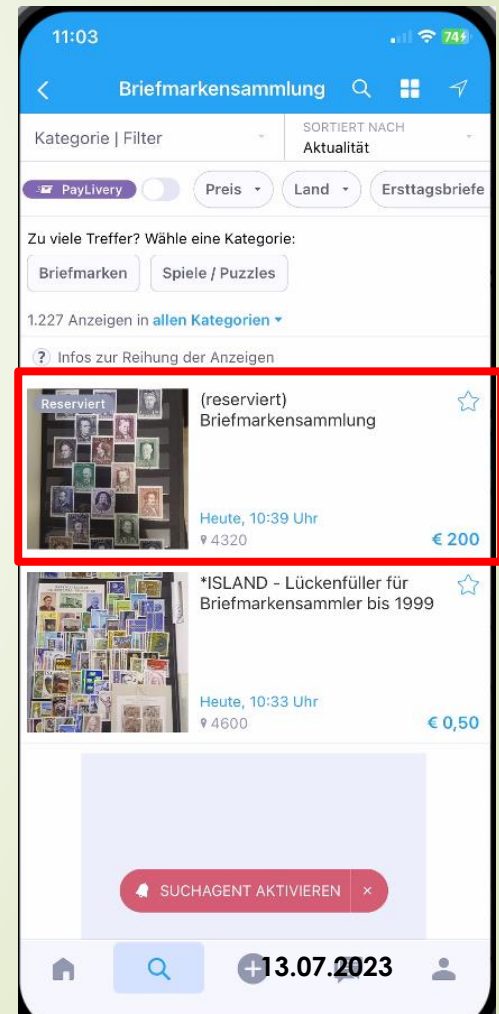 11:03
74
Briefmarkensammlung
Kategorie | Filter
SORTIERT NACH
Aktualität
PayLivery
Preis
Land
Ersttagsbriefe
Zu viele Treffer? Wähle eine Kategorie:
Briefmarken
Spiele / Puzzles
1.227 Anzeigen in allen Kategorien
? Infos zur Reihung der Anzeigen
Reserviert
(reserviert)
Briefmarkensammlung
Heute, 10:39 Uhr
4320
€ 200
*ISLAND - Lückenfüller für
Briefmarkensammler bis 1999
Heute, 10:33 Uhr
4600
€ 0,50
SUCHAGENT AKTIVIEREN ×
13.07.2023